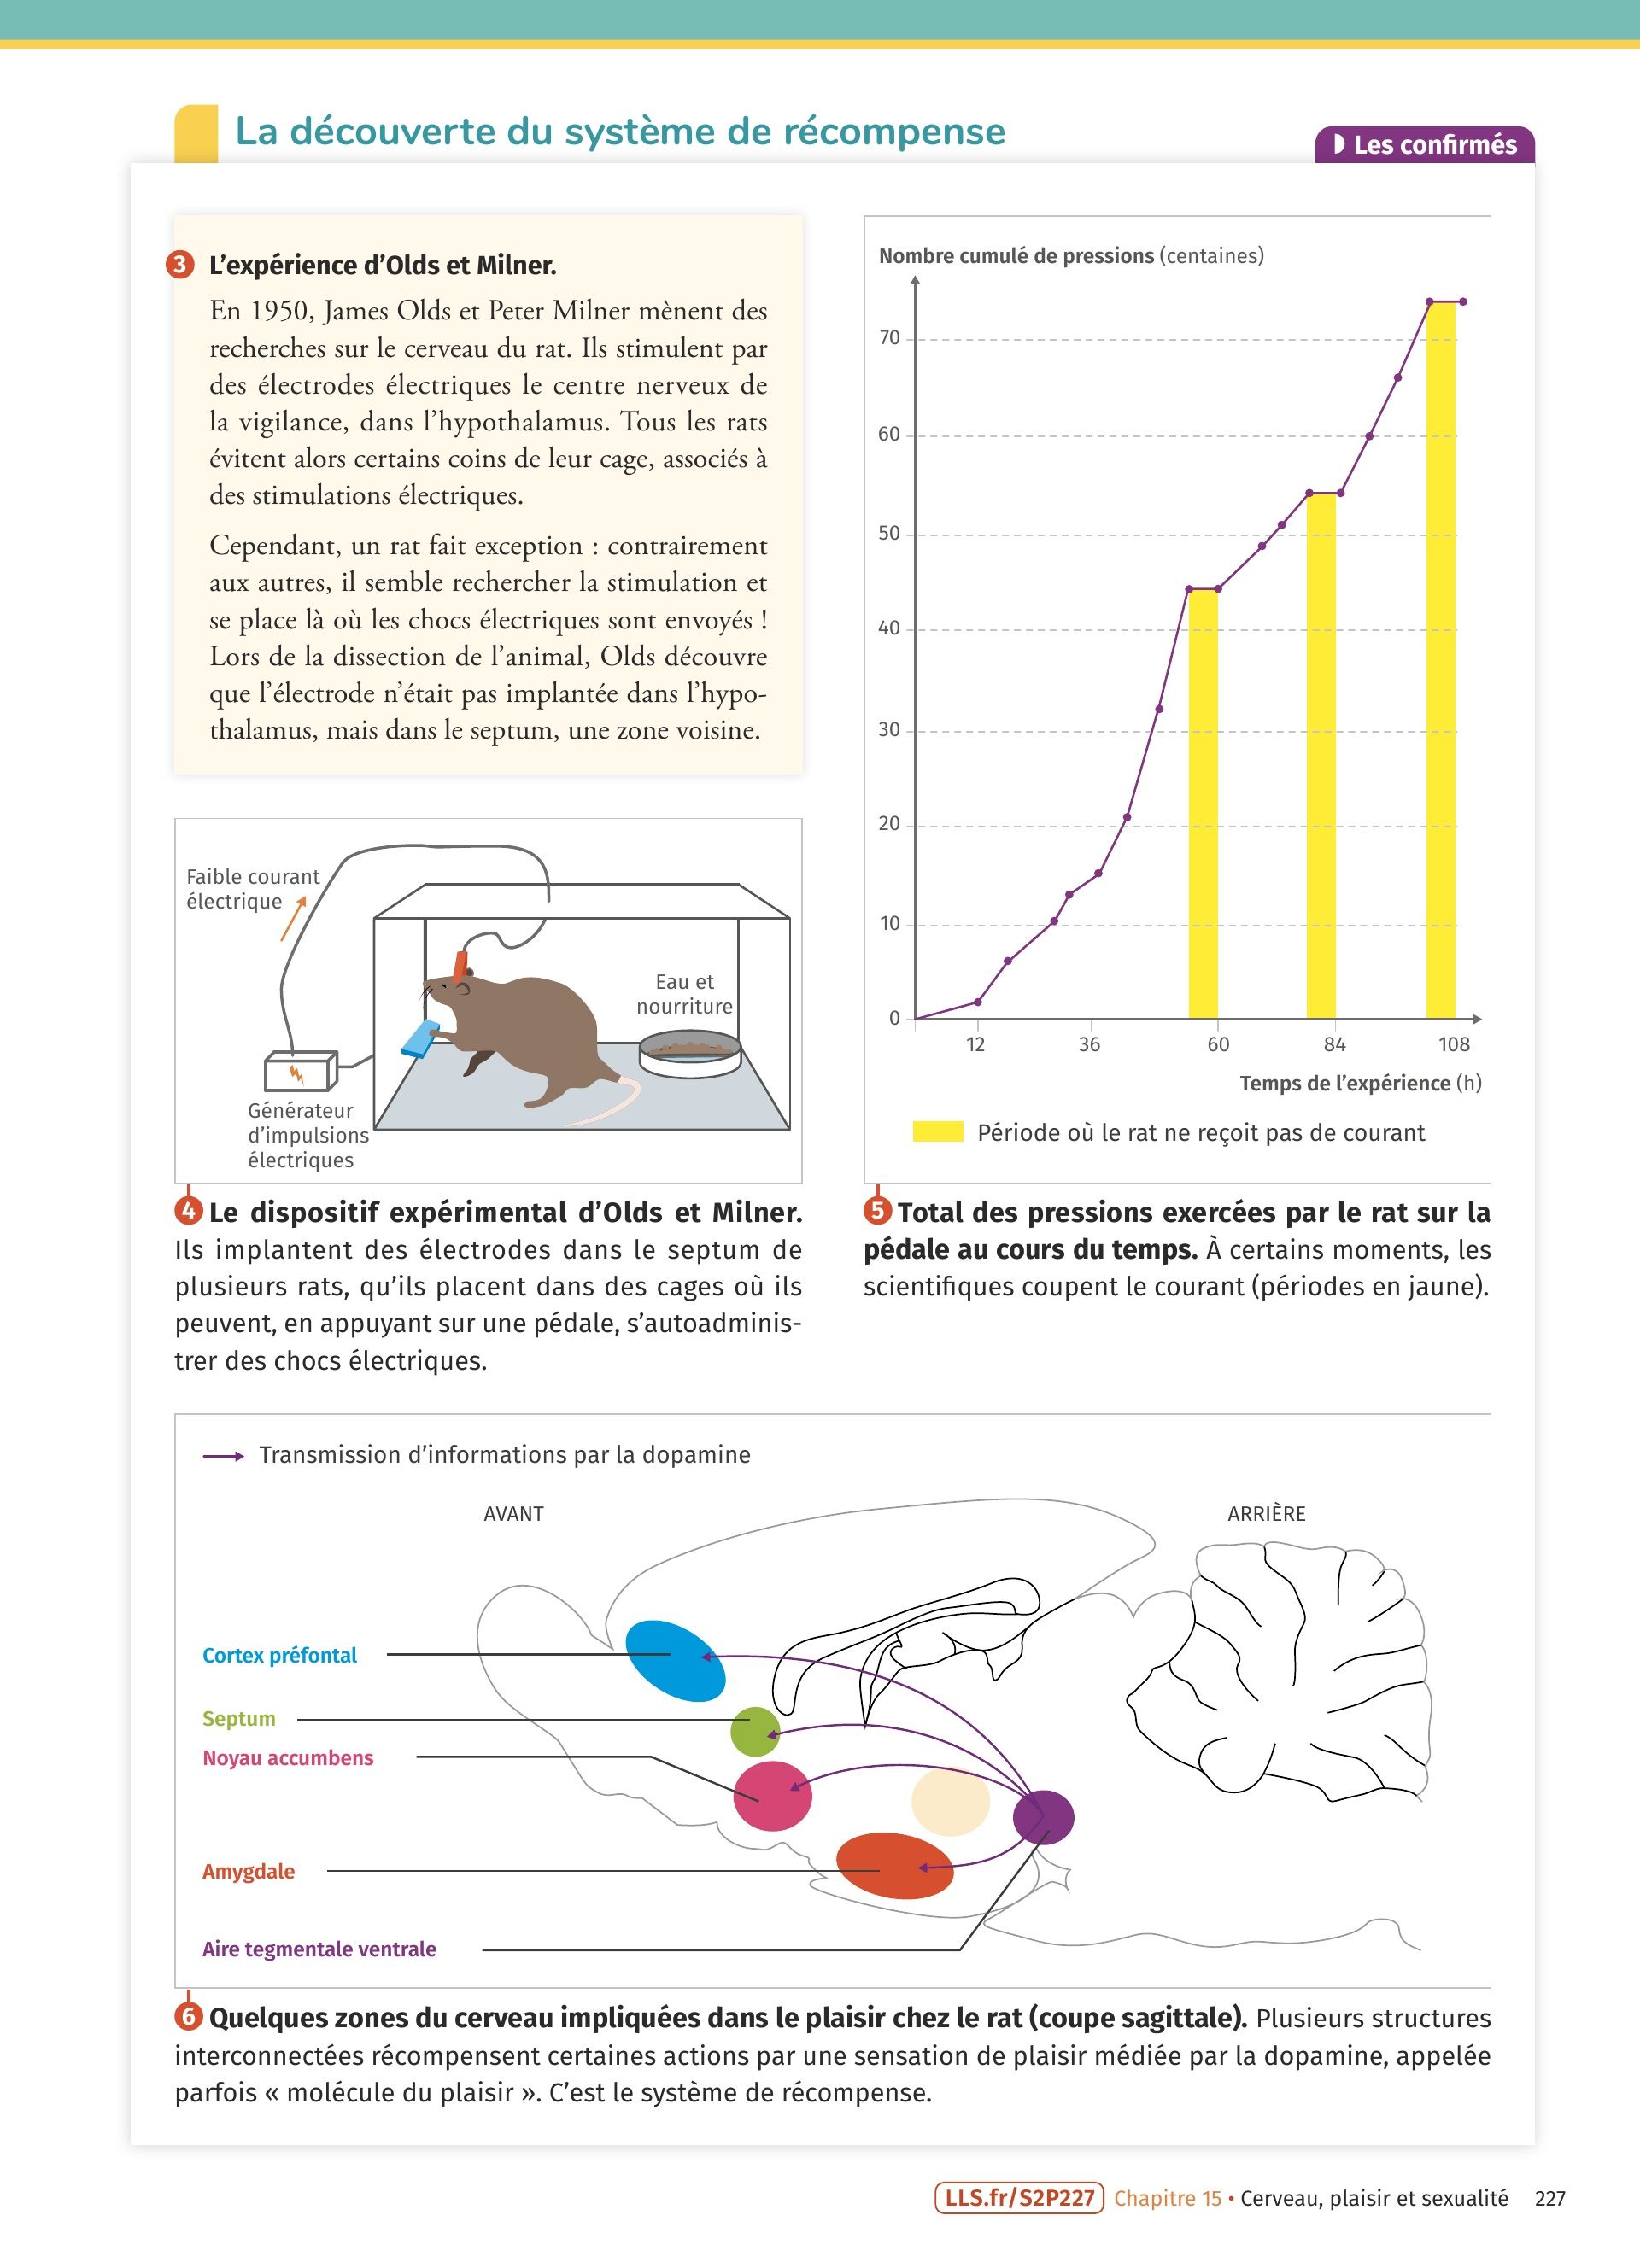 La découverte du système de récompense
Les confirmés
3 L'expérience d'Olds et Milner.
En 1950, James Olds et Peter Milner mènent des
recherches sur le cerveau du rat. Ils stimulent par
des électrodes électriques le centre nerveux de
la vigilance, dans l'hypothalamus. Tous les rats
évitent alors certains coins de leur cage, associés à
des stimulations électriques.
Cependant, un rat fait exception : contrairement
aux autres, il semble rechercher la stimulation et
se place là où les chocs électriques sont envoyés !
Lors de la dissection de l'animal, Olds découvre
que l'électrode n'était pas implantée dans l'hypo-
thalamus, mais dans le septum, une zone voisine.
Faible courant
électrique
Eau et
nourriture
Générateur
d'impulsions
électriques
4 Le dispositif expérimental d'Olds et Milner.
Ils implantent des électrodes dans le septum de
plusieurs rats, qu'ils placent dans des cages où ils
peuvent, en appuyant sur une pédale, s'autoadminis-
trer des chocs électriques.
Nombre cumulé de pressions (centaines)
70
60
50
40
30
20
10
0
12 36 60 84 108
Temps de l'expérience (h)
Période où le rat ne reçoit pas de courant
5 Total des pressions exercées par le rat sur la
pédale au cours du temps. À certains moments, les
scientifiques coupent le courant (périodes en jaune).
Transmission d'informations par la dopamine
AVANT
ARRIÈRE
Cortex préfontal
Septum
Noyau accumbens
Amygdale
Aire tegmentale ventrale
6 Quelques zones du cerveau impliquées dans le plaisir chez le rat (coupe sagittale). Plusieurs structures
interconnectées récompensent certaines actions par une sensation de plaisir médiée par la dopamine, appelée
parfois « molécule du plaisir ». C'est le système de récompense.
LLS.fr/S2P227 Chapitre 15 • Cerveau, plaisir et sexualité 227